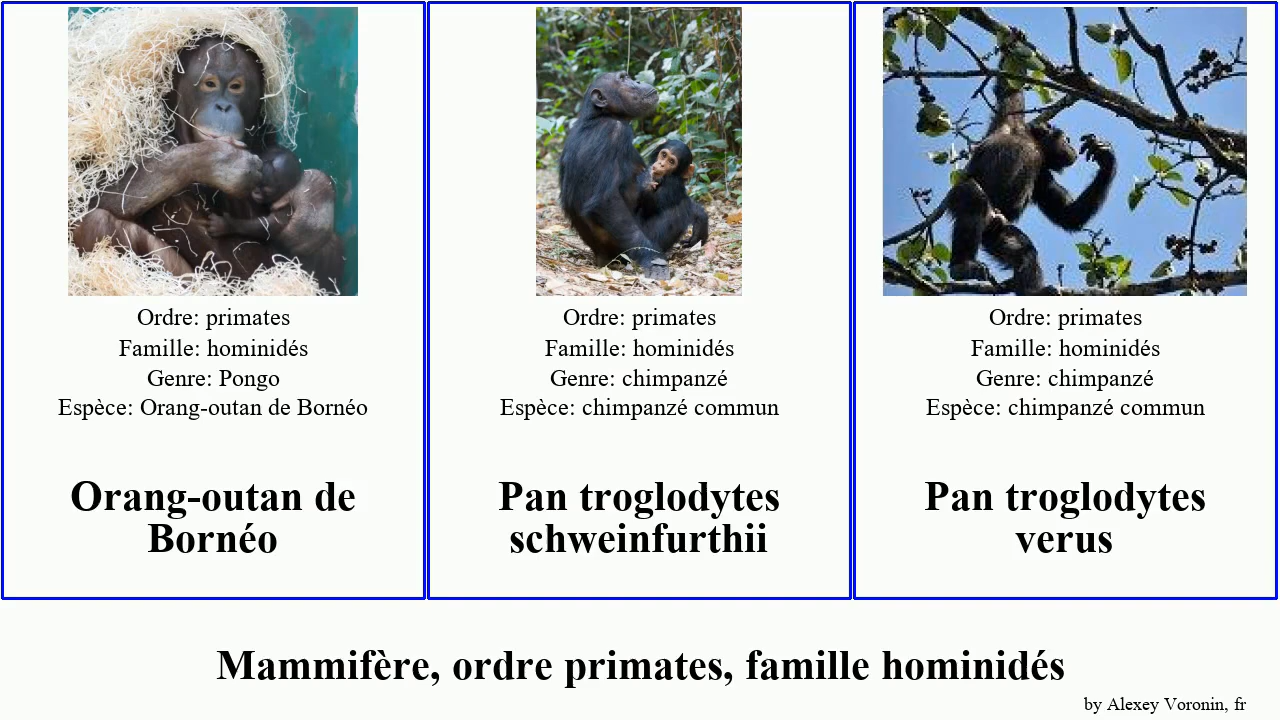 Ordre: primates
Famille: hominidés
Genre: Pongo
Espèce: Orang-outan de Bornéo
Orang-outan de
Bornéo
Ordre: primates
Famille: hominidés
Genre: chimpanzé
Espèce: chimpanzé commun
Pan troglodytes
schweinfurthii
Ordre: primates
Famille: hominidés
Genre: chimpanzé
Espèce: chimpanzé commun
Pan troglodytes
verus
Mammifère, ordre primates, famille hominidés
by Alexey Voronin, fr